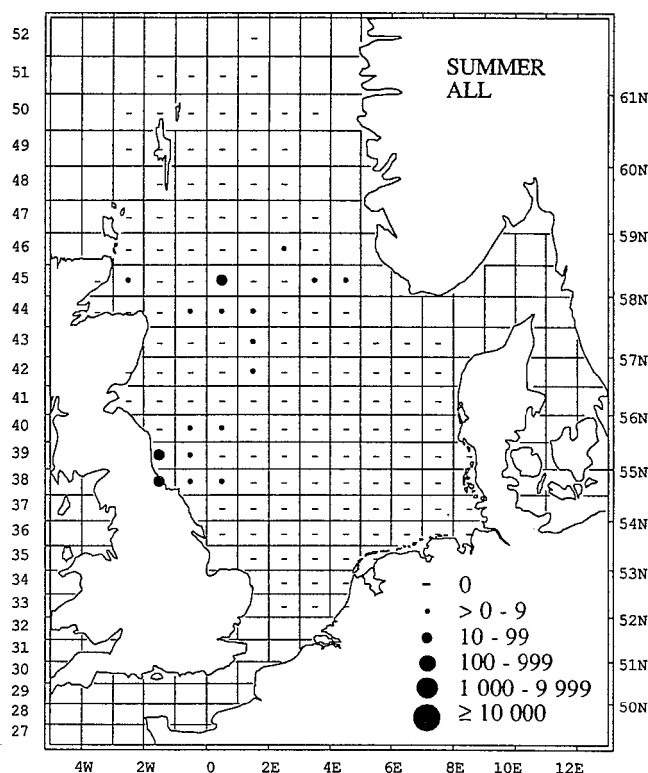 SUMMER
ALL
52
51
50
49
48
47
46
45
44
43
42
41
40
39
38
37
36
35
34
33
32
31
30
29
28
27
61N
60N
59N
58N
57N
56N
55N
54N
53N
52N
51N
50N
- 0
> 0 - 9
10 - 99
100 - 999
1 000 - 9 999
≥ 10 000
4W 2W 0 2E 4E 6E 8E 10E 12E